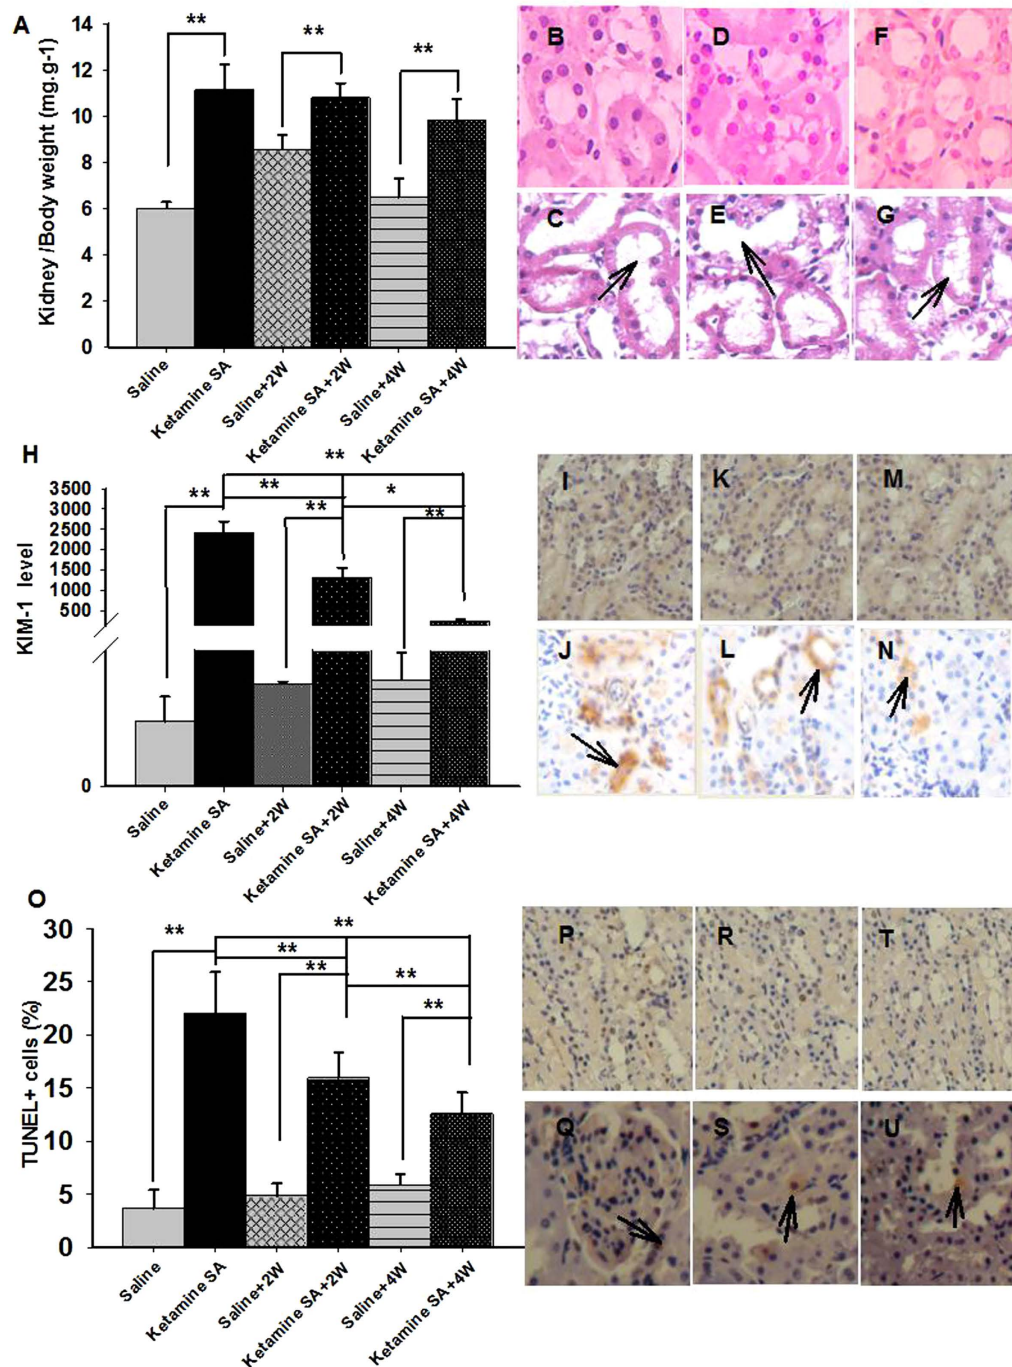 A
Kidney /Body weight (mg.g-1)
14
12
10
8
6
4
2
0
**
**
**
Saline
Ketamine SA
Saline+2W
Ketamine SA+2W
Saline+4W
Ketamine SA+4W
B
D
F
C
E
G
H
KIM-1 level
3500
3000
2500
2000
1500
1000
500
0
**
**
**
*
**
**
Saline
Ketamine SA
Saline+2W
Ketamine SA+2W
Saline+4W
Ketamine SA+4W
I
K
M
J
L
N
O
TUNEL+ cells (%)
30
25
20
15
10
5
0
**
**
**
**
**
**
Saline
Ketamine SA
Saline+2W
Ketamine SA+2W
Saline+4W
Ketamine SA+4W
P
R
T
Q
S
U